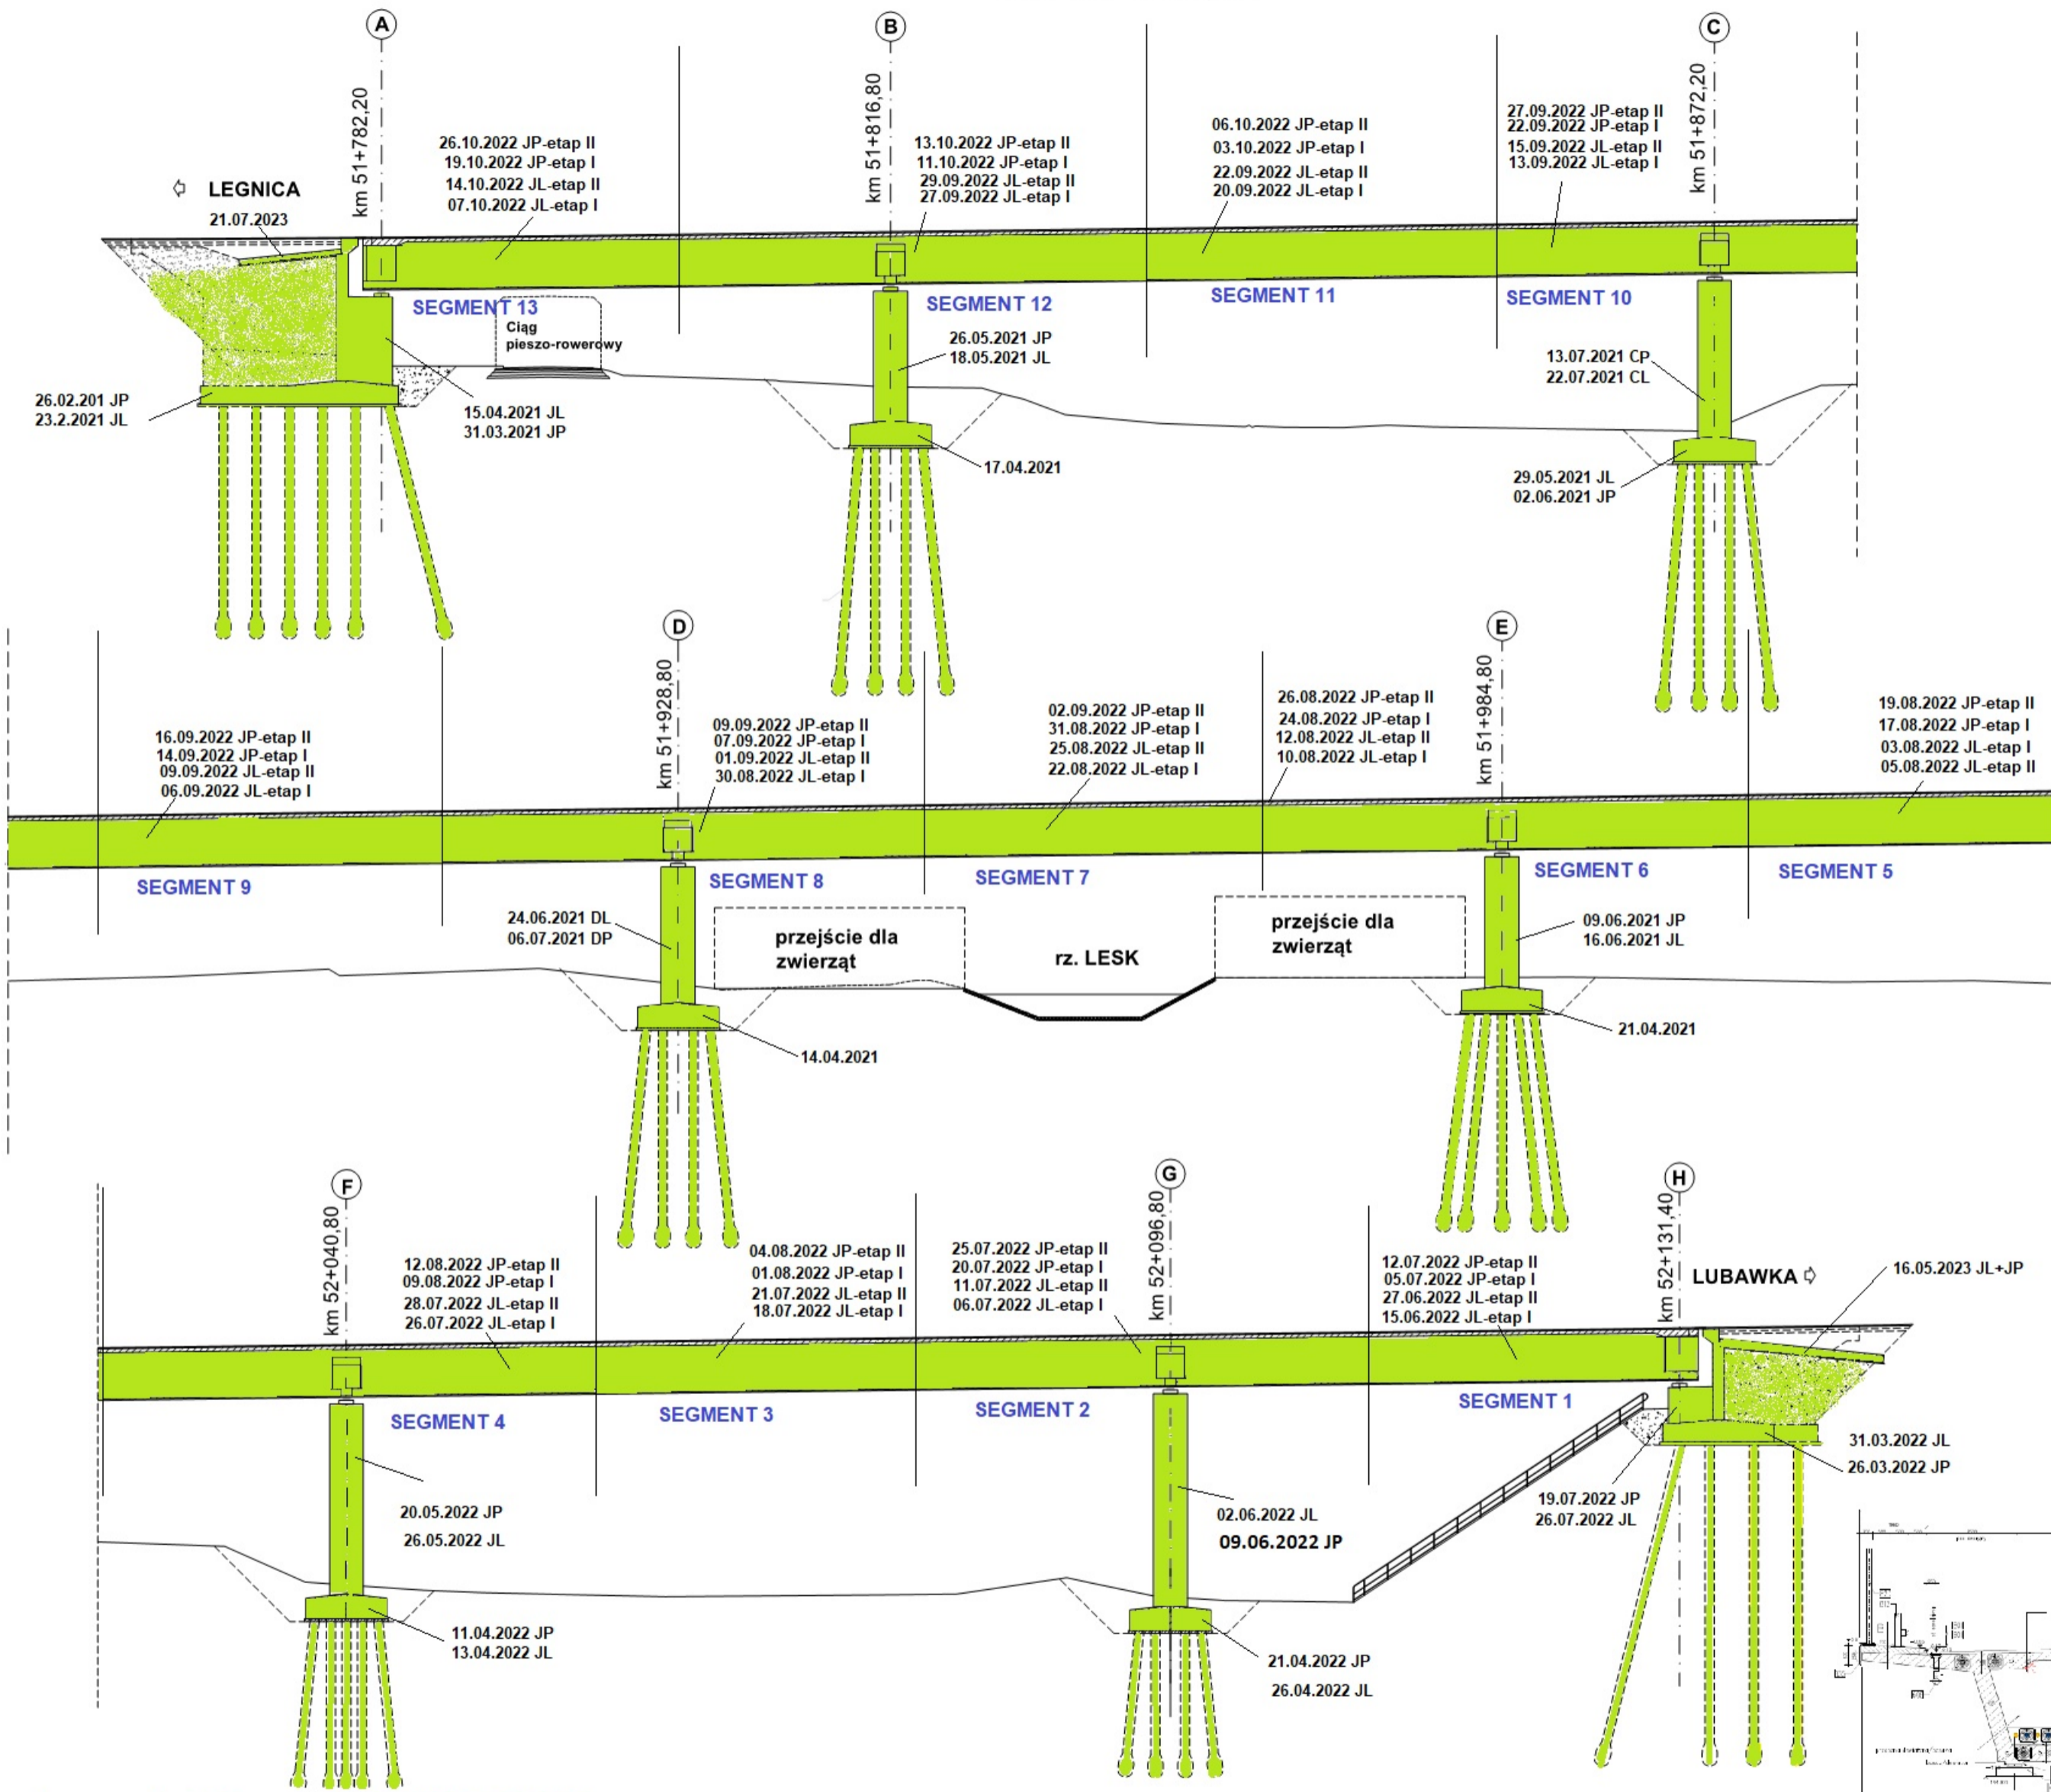 A
B
C
km 51+782,20
km 51+816,80
km 51+872,20
26.10.2022 JP-etap II
19.10.2022 JP-etap I
14.10.2022 JL-etap II
07.10.2022 JL-etap I
13.10.2022 JP-etap II
11.10.2022 JP-etap I
29.09.2022 JL-etap II
27.09.2022 JL-etap I
06.10.2022 JP-etap II
03.10.2022 JP-etap I
22.09.2022 JL-etap II
20.09.2022 JL-etap I
27.09.2022 JP-etap II
22.09.2022 JP-etap I
15.09.2022 JL-etap II
13.09.2022 JL-etap I
LEGNICA
21.07.2023
SEGMENT 13
SEGMENT 12
SEGMENT 11
SEGMENT 10
Ciąg
pieszo-rowerowy
26.05.2021 JP
18.05.2021 JL
13.07.2021 CP
22.07.2021 CL
26.02.201 JP
23.2.2021 JL
15.04.2021 JL
31.03.2021 JP
17.04.2021
29.05.2021 JL
02.06.2021 JP
D
E
km 51+928,80
km 51+984,80
16.09.2022 JP-etap II
14.09.2022 JP-etap I
09.09.2022 JL-etap II
06.09.2022 JL-etap I
09.09.2022 JP-etap II
07.09.2022 JP-etap I
01.09.2022 JL-etap II
30.08.2022 JL-etap I
02.09.2022 JP-etap II
31.08.2022 JP-etap I
25.08.2022 JL-etap II
22.08.2022 JL-etap I
26.08.2022 JP-etap II
24.08.2022 JP-etap I
12.08.2022 JL-etap II
10.08.2022 JL-etap I
19.08.2022 JP-etap II
17.08.2022 JP-etap I
03.08.2022 JL-etap I
05.08.2022 JL-etap II
SEGMENT 9
SEGMENT 8
SEGMENT 7
SEGMENT 6
SEGMENT 5
24.06.2021 DL
06.07.2021 DP
przejście dla
zwierząt
rz. LESK
przejście dla
zwierząt
09.06.2021 JP
16.06.2021 JL
14.04.2021
21.04.2021
F
G
H
km 52+040,80
km 52+096,80
km 52+131,40
12.08.2022 JP-etap II
09.08.2022 JP-etap I
28.07.2022 JL-etap II
26.07.2022 JL-etap I
04.08.2022 JP-etap II
01.08.2022 JP-etap I
21.07.2022 JL-etap II
18.07.2022 JL-etap I
25.07.2022 JP-etap II
20.07.2022 JP-etap I
11.07.2022 JL-etap II
06.07.2022 JL-etap I
12.07.2022 JP-etap II
05.07.2022 JP-etap I
27.06.2022 JL-etap II
15.06.2022 JL-etap I
LUBAWKA
16.05.2023 JL+JP
SEGMENT 4
SEGMENT 3
SEGMENT 2
SEGMENT 1
20.05.2022 JP
26.05.2022 JL
02.06.2022 JL
09.06.2022 JP
31.03.2022 JL
26.03.2022 JP
19.07.2022 JP
26.07.2022 JL
11.04.2022 JP
13.04.2022 JL
21.04.2022 JP
26.04.2022 JL